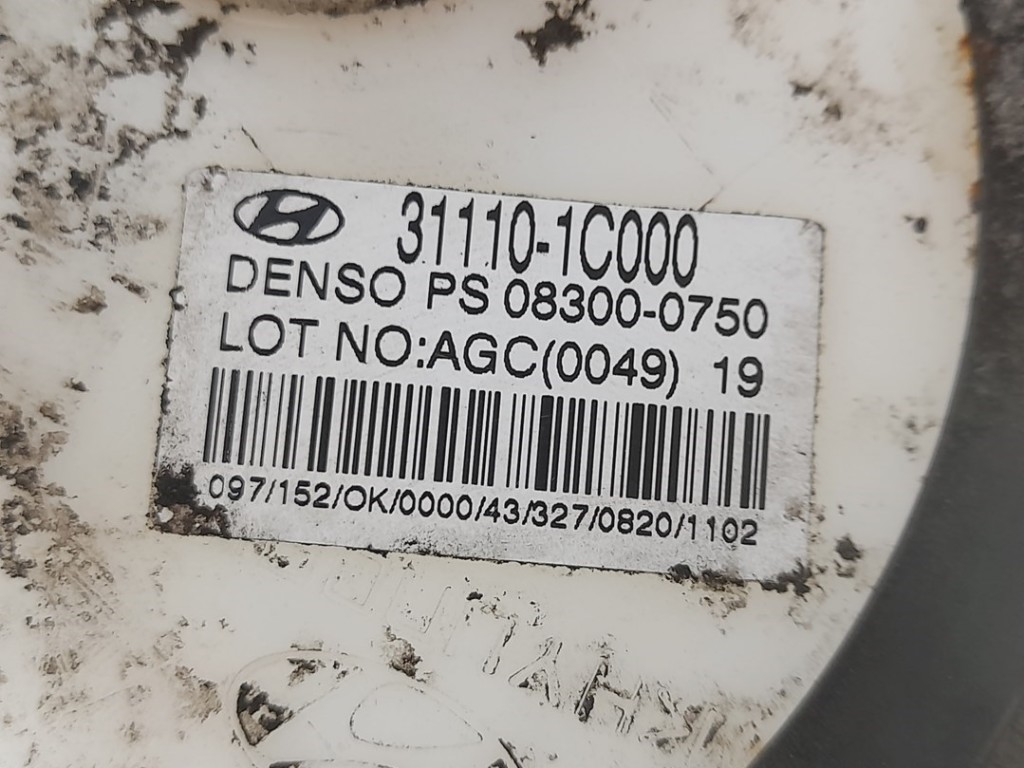 31110-1C000
DENSO PS 08300-0750
LOT NO:AGC(0049) 19
097/152/OK/0000/43/327/0820/1102